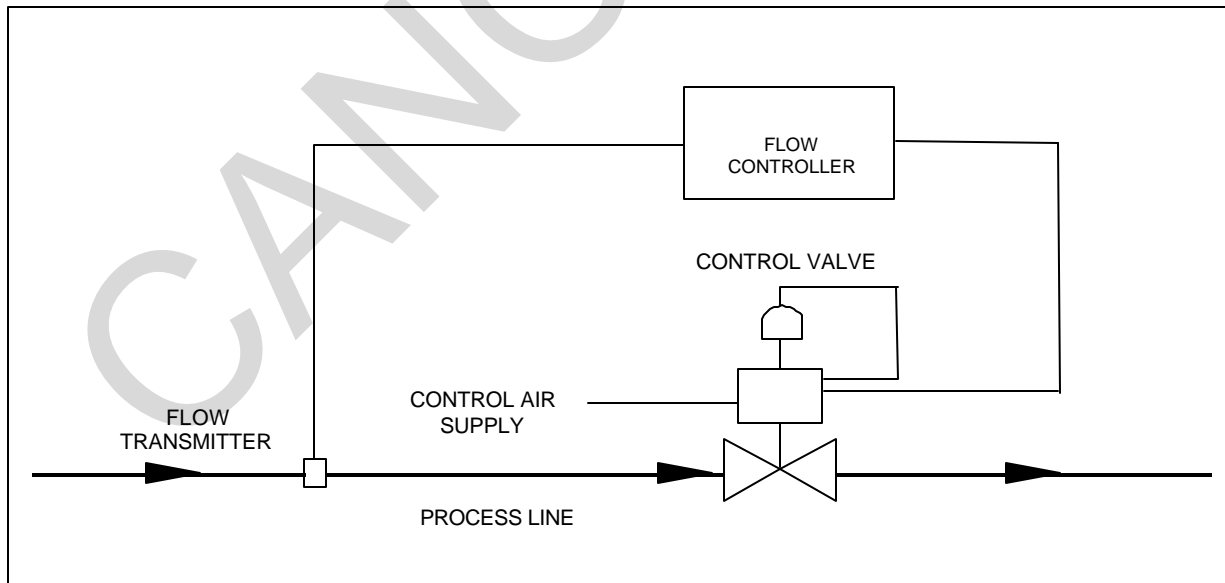 FLOW
CONTROLLER
CONTROL VALVE
CONTROL AIR
SUPPLY
FLOW
TRANSMITTER
PROCESS LINE